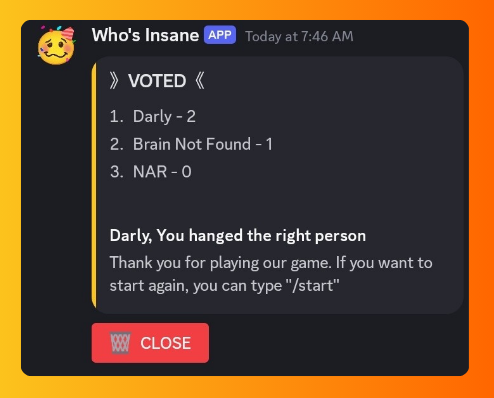 Who's Insane APP Today at 7:46 AM
》VOTED《
1. Darly - 2
2. Brain Not Found - 1
3. NAR - 0
Darly, You hanged the right person
Thank you for playing our game. If you want to
start again, you can type "/start"
🗑️ CLOSE